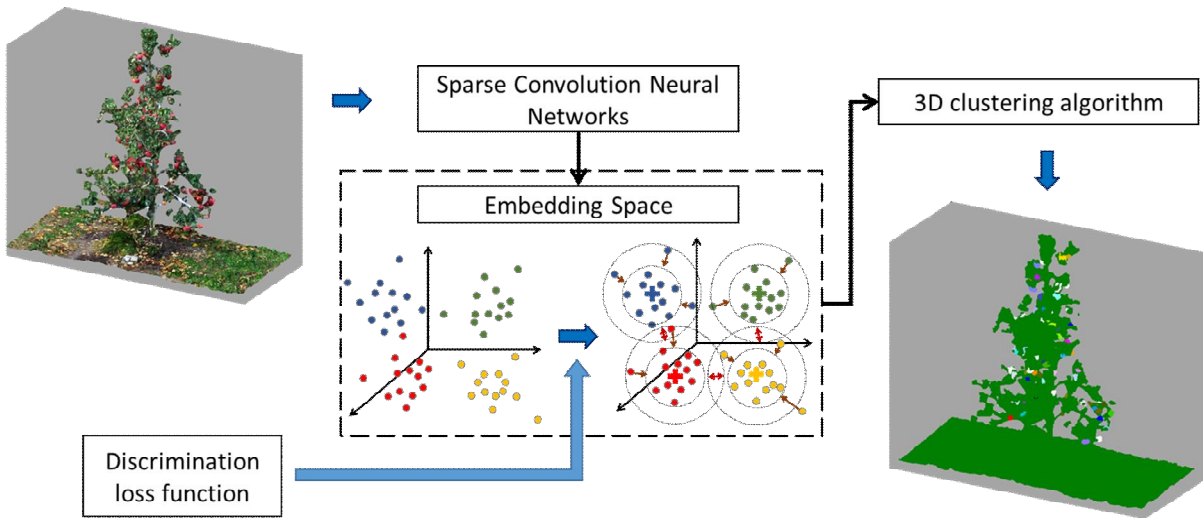 Sparse Convolution Neural
Networks
3D clustering algorithm
Embedding Space
Discrimination
loss function